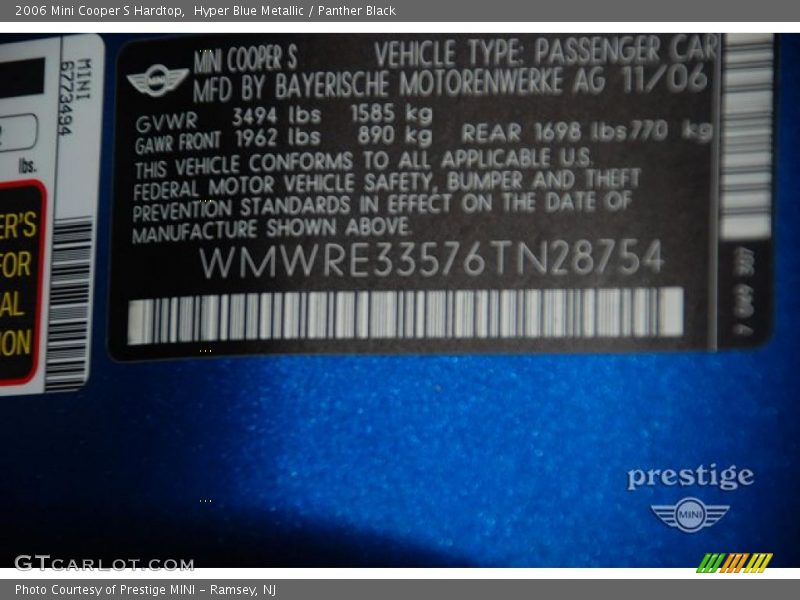 2006 Mini Cooper S Hardtop, Hyper Blue Metallic / Panther Black
MINI
6773494
lbs.
ER'S
FOR
AL
ION
MINI
MINI COOPER S VEHICLE TYPE: PASSENGER CAR
MFD BY BAYERISCHE MOTORENWERKE AG 11/06
GVWR 3494 lbs 1585 kg
GAWR FRONT 1962 lbs 890 kg REAR 1698 lbs 770 kg
THIS VEHICLE CONFORMS TO ALL APPLICABLE U.S.
FEDERAL MOTOR VEHICLE SAFETY, BUMPER AND THEFT
PREVENTION STANDARDS IN EFFECT ON THE DATE OF
MANUFACTURE SHOWN ABOVE.
WMWRE33576TN28754
prestige
MINI
GTCARLOT.COM
Photo Courtesy of Prestige MINI - Ramsey, NJ